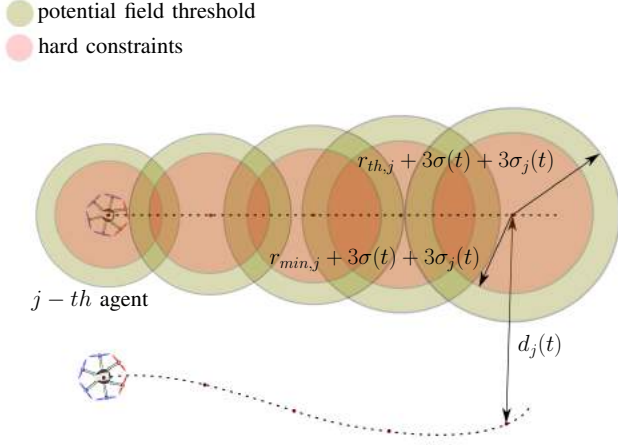 potential field threshold
hard constraints
r_{th,j} + 3σ(t) + 3σ_j(t)
r_{min,j} + 3σ(t) + 3σ_j(t)
j − th agent
d_j(t)